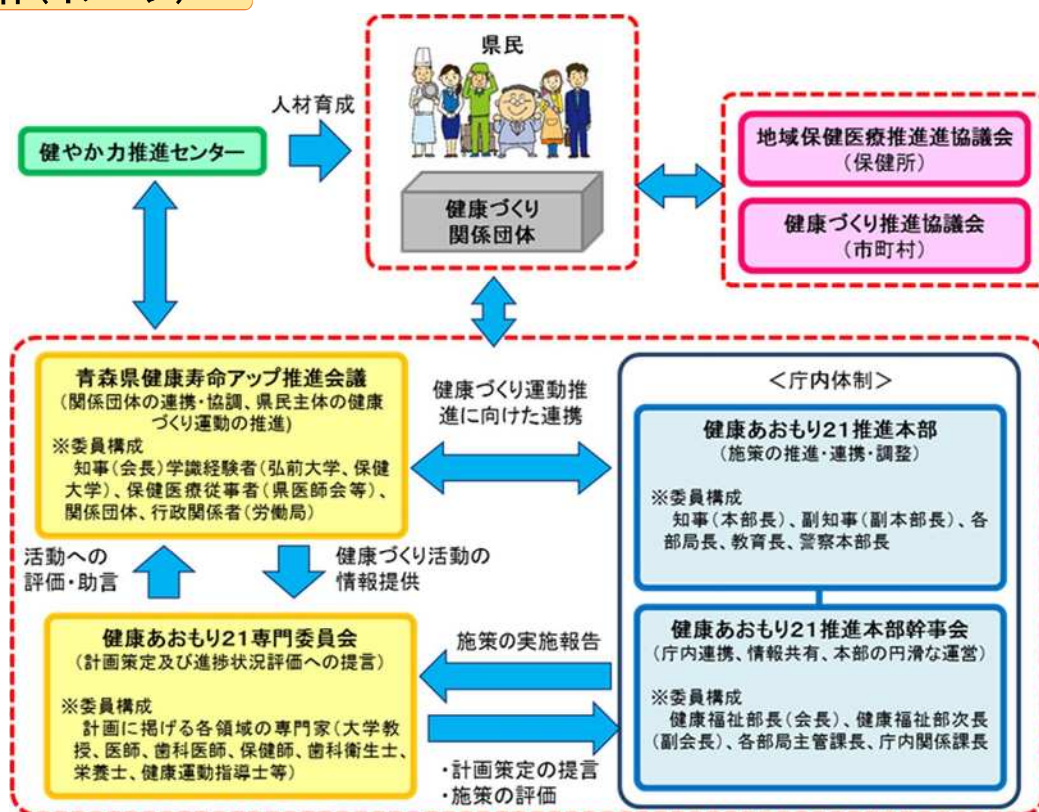 県民
人材育成
健やか力推進センター
健康づくり
関係団体
地域保健医療推進進協議会
(保健所)
健康づくり推進協議会
(市町村)
青森県健康寿命アップ推進会議
(関係団体の連携・協調、県民主体の健康
づくり運動の推進)
※委員構成
知事(会長)学識経験者(弘前大学、保健
大学)、保健医療従事者(県医師会等)、
関係団体、行政関係者(労働局)
健康づくり運動推
進に向けた連携
<庁内体制>
健康あおもり21推進本部
(施策の推進・連携・調整)
※委員構成
知事(本部長)、副知事(副本部長)、各
部局長、教育長、警察本部長
活動への
評価・助言
健康づくり活動の
情報提供
健康あおもり21専門委員会
(計画策定及び進捗状況評価への提言)
※委員構成
計画に掲げる各領域の専門家(大学教
授、医師、歯科医師、保健師、歯科衛生士、
栄養士、健康運動指導士等)
施策の実施報告
・計画策定の提言
・施策の評価
健康あおもり21推進本部幹事会
(庁内連携、情報共有、本部の円滑な運営)
※委員構成
健康福祉部長(会長)、健康福祉部次長
(副会長)、各部局主管課長、庁内関係課長